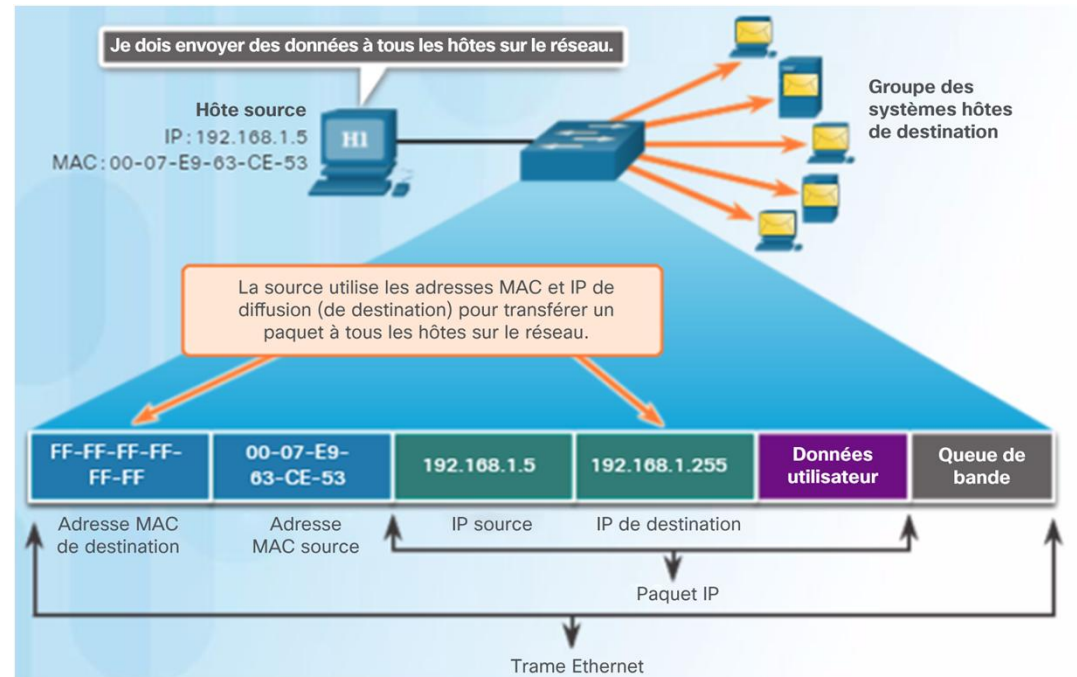 Je dois envoyer des données à tous les hôtes sur le réseau.
Hôte source
IP : 192.168.1.5
MAC : 00-07-E9-63-CE-53
H1
Groupe des
systèmes hôtes
de destination
La source utilise les adresses MAC et IP de
diffusion (de destination) pour transférer un
paquet à tous les hôtes sur le réseau.
FF-FF-FF-FF-
FF-FF
00-07-E9-
63-CE-53
192.168.1.5
192.168.1.255
Données
utilisateur
Queue de
bande
Adresse MAC
de destination
Adresse
MAC source
IP source
IP de destination
Paquet IP
Trame Ethernet